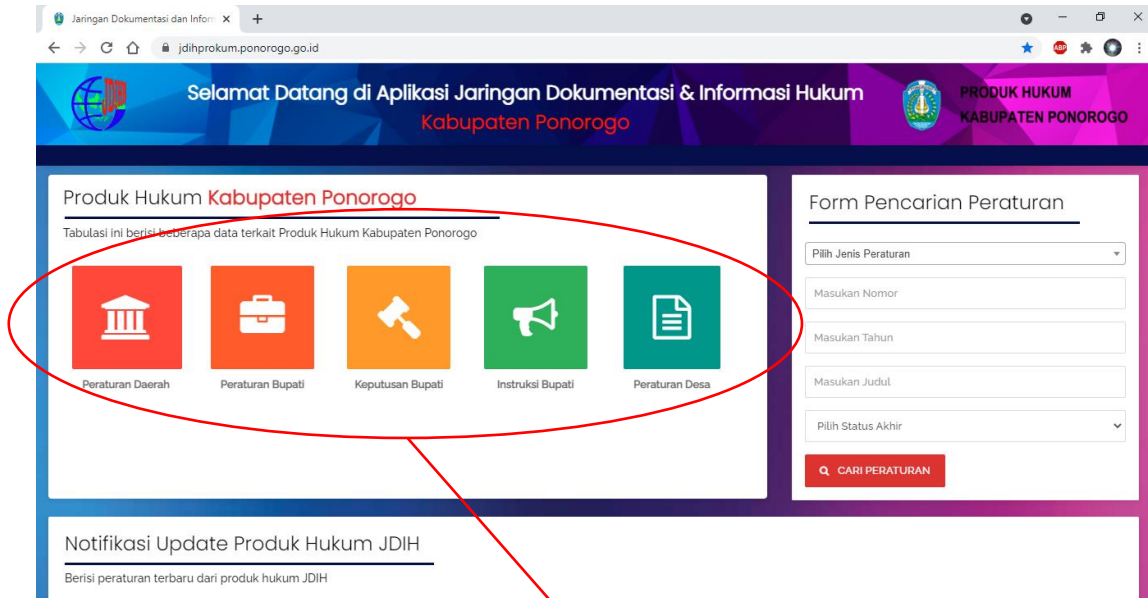 Jaringan Dokumentasi dan Inform
jdihprokum.ponorogo.go.id
ABP
JDIH
Selamat Datang di Aplikasi Jaringan Dokumentasi & Informasi Hukum
Kabupaten Ponorogo
PRODUK HUKUM
KABUPATEN PONOROGO
Produk Hukum Kabupaten Ponorogo
Tabulasi ini berisi beberapa data terkait Produk Hukum Kabupaten Ponorogo
Peraturan Daerah
Peraturan Bupati
Keputusan Bupati
Instruksi Bupati
Peraturan Desa
Form Pencarian Peraturan
Pilih Jenis Peraturan
Masukan Nomor
Masukan Tahun
Masukan Judul
Pilih Status Akhir
CARI PERATURAN
Notifikasi Update Produk Hukum JDIH
Berisi peraturan terbaru dari produk hukum JDIH